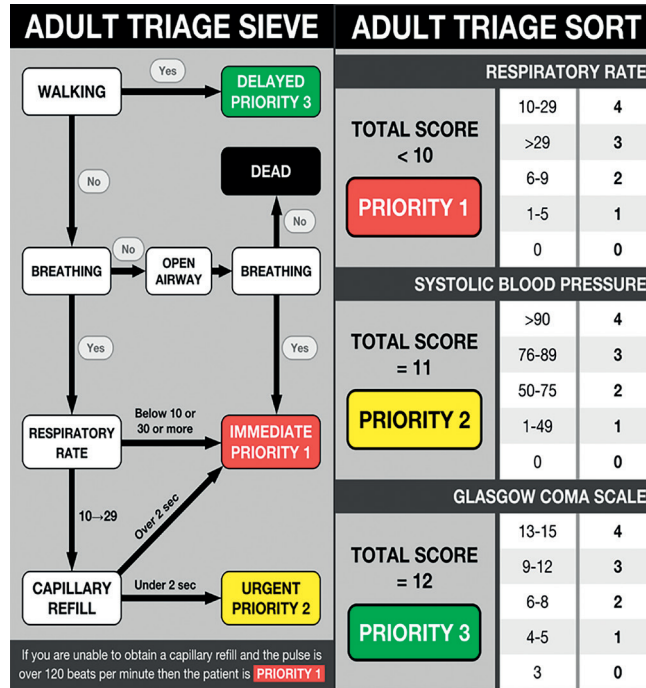 ADULT TRIAGE SIEVE
WALKING
Yes
DELAYED
PRIORITY 3
No
DEAD
No
BREATHING
No
OPEN
AIRWAY
BREATHING
Yes
Yes
RESPIRATORY
RATE
Below 10 or
30 or more
IMMEDIATE
PRIORITY 1
10→29
Over 2 sec
CAPILLARY
REFILL
Under 2 sec
URGENT
PRIORITY 2
If you are unable to obtain a capillary refill and the pulse is
over 120 beats per minute then the patient is PRIORITY 1
ADULT TRIAGE SORT
RESPIRATORY RATE
TOTAL SCORE
< 10
PRIORITY 1
10-29 4
>29 3
6-9 2
1-5 1
0 0
SYSTOLIC BLOOD PRESSURE
TOTAL SCORE
= 11
PRIORITY 2
>90 4
76-89 3
50-75 2
1-49 1
0 0
GLASGOW COMA SCALE
TOTAL SCORE
= 12
PRIORITY 3
13-15 4
9-12 3
6-8 2
4-5 1
3 0